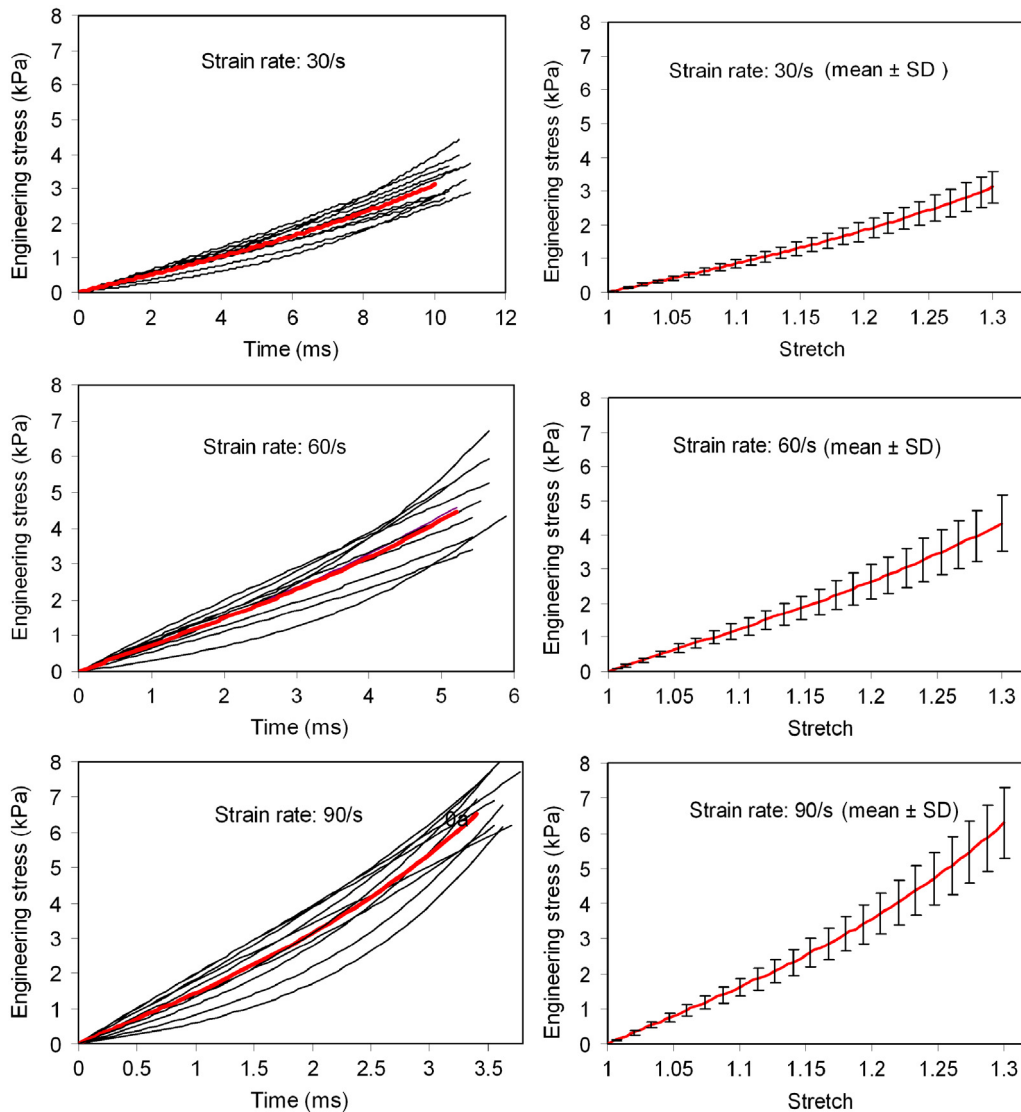 8
7
6
5
4
3
2
1
0
Engineering stress (kPa)
Strain rate: 30/s
0 2 4 6 8 10 12
Time (ms)
8
7
6
5
4
3
2
1
0
Engineering stress (kPa)
Strain rate: 30/s (mean ± SD )
1 1.05 1.1 1.15 1.2 1.25 1.3
Stretch
8
7
6
5
4
3
2
1
0
Engineering stress (kPa)
Strain rate: 60/s
0 1 2 3 4 5 6
Time (ms)
8
7
6
5
4
3
2
1
0
Engineering stress (kPa)
Strain rate: 60/s (mean ± SD)
1 1.05 1.1 1.15 1.2 1.25 1.3
Stretch
8
7
6
5
4
3
2
1
0
Engineering stress (kPa)
Strain rate: 90/s
0a
0 0.5 1 1.5 2 2.5 3 3.5
Time (ms)
8
7
6
5
4
3
2
1
0
Engineering stress (kPa)
Strain rate: 90/s (mean ± SD)
1 1.05 1.1 1.15 1.2 1.25 1.3
Stretch